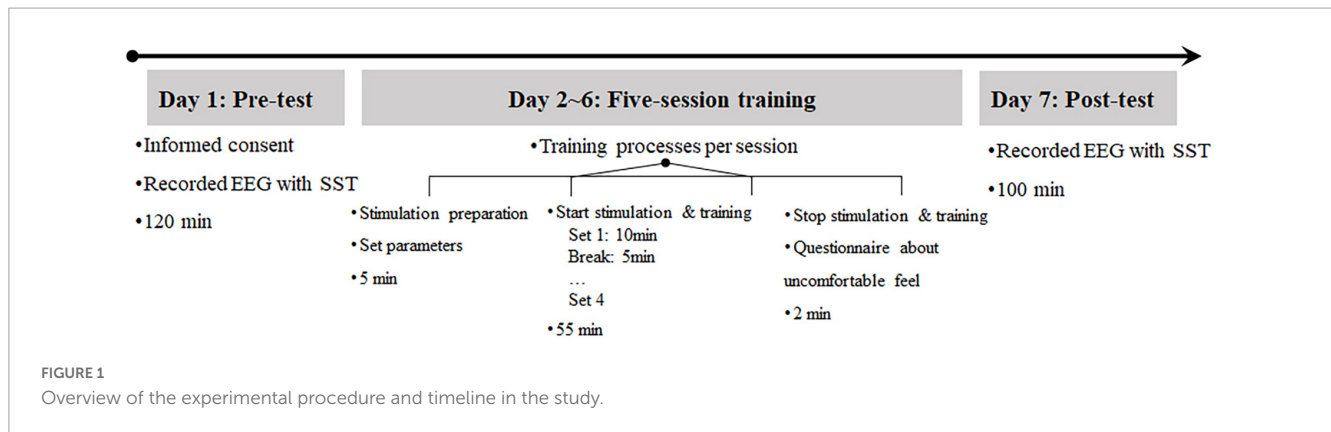 Day 1: Pre-test
•Informed consent
•Recorded EEG with SST
•120 min
Day 2~6: Five-session training
•Training processes per session
•Stimulation preparation
•Set parameters
•5 min
•Start stimulation & training
Set 1: 10min
Break: 5min
...
Set 4
•55 min
•Stop stimulation & training
•Questionnaire about
uncomfortable feel
•2 min
Day 7: Post-test
•Recorded EEG with SST
•100 min
FIGURE 1
Overview of the experimental procedure and timeline in the study.